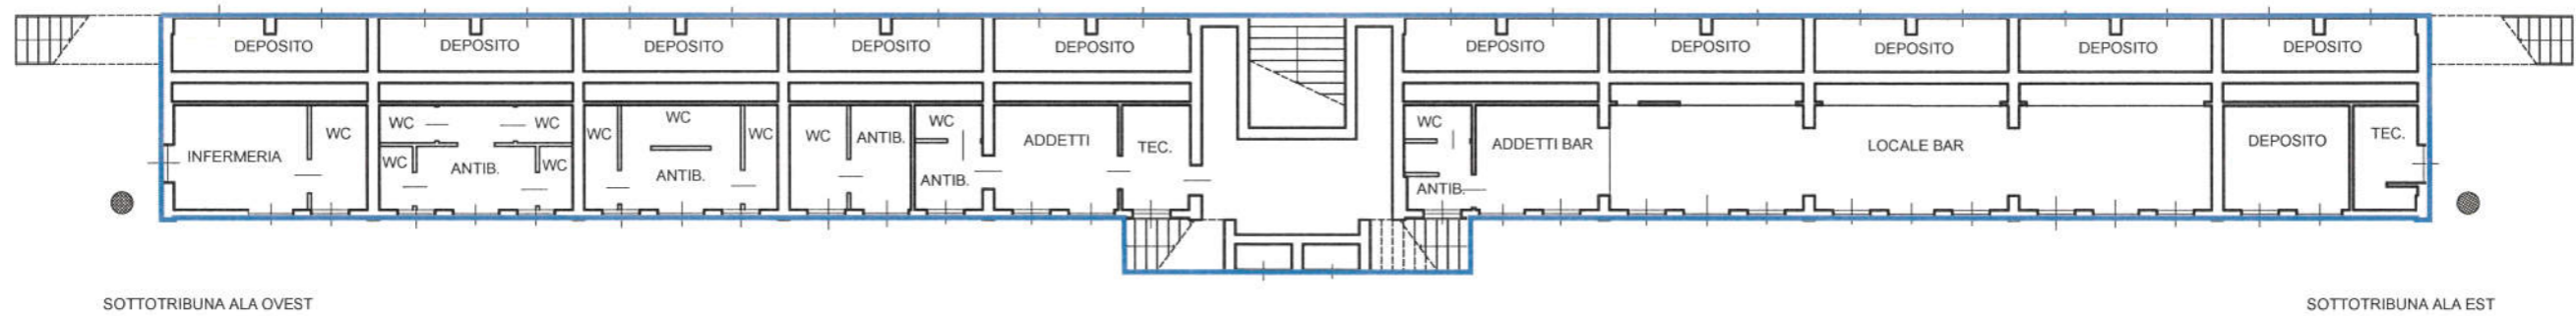 DEPOSITO DEPOSITO DEPOSITO DEPOSITO DEPOSITO DEPOSITO DEPOSITO DEPOSITO DEPOSITO DEPOSITO
WC WC WC WC WC WC WC
WC ANTIB. WC
INFERMERIA WC ANTIB. WC ANTIB. ADDETTI TEC. ADDETTI BAR LOCALE BAR DEPOSITO TEC.
ANTIB. ANTIB.
SOTTOTRIBUNA ALA OVEST SOTTOTRIBUNA ALA EST